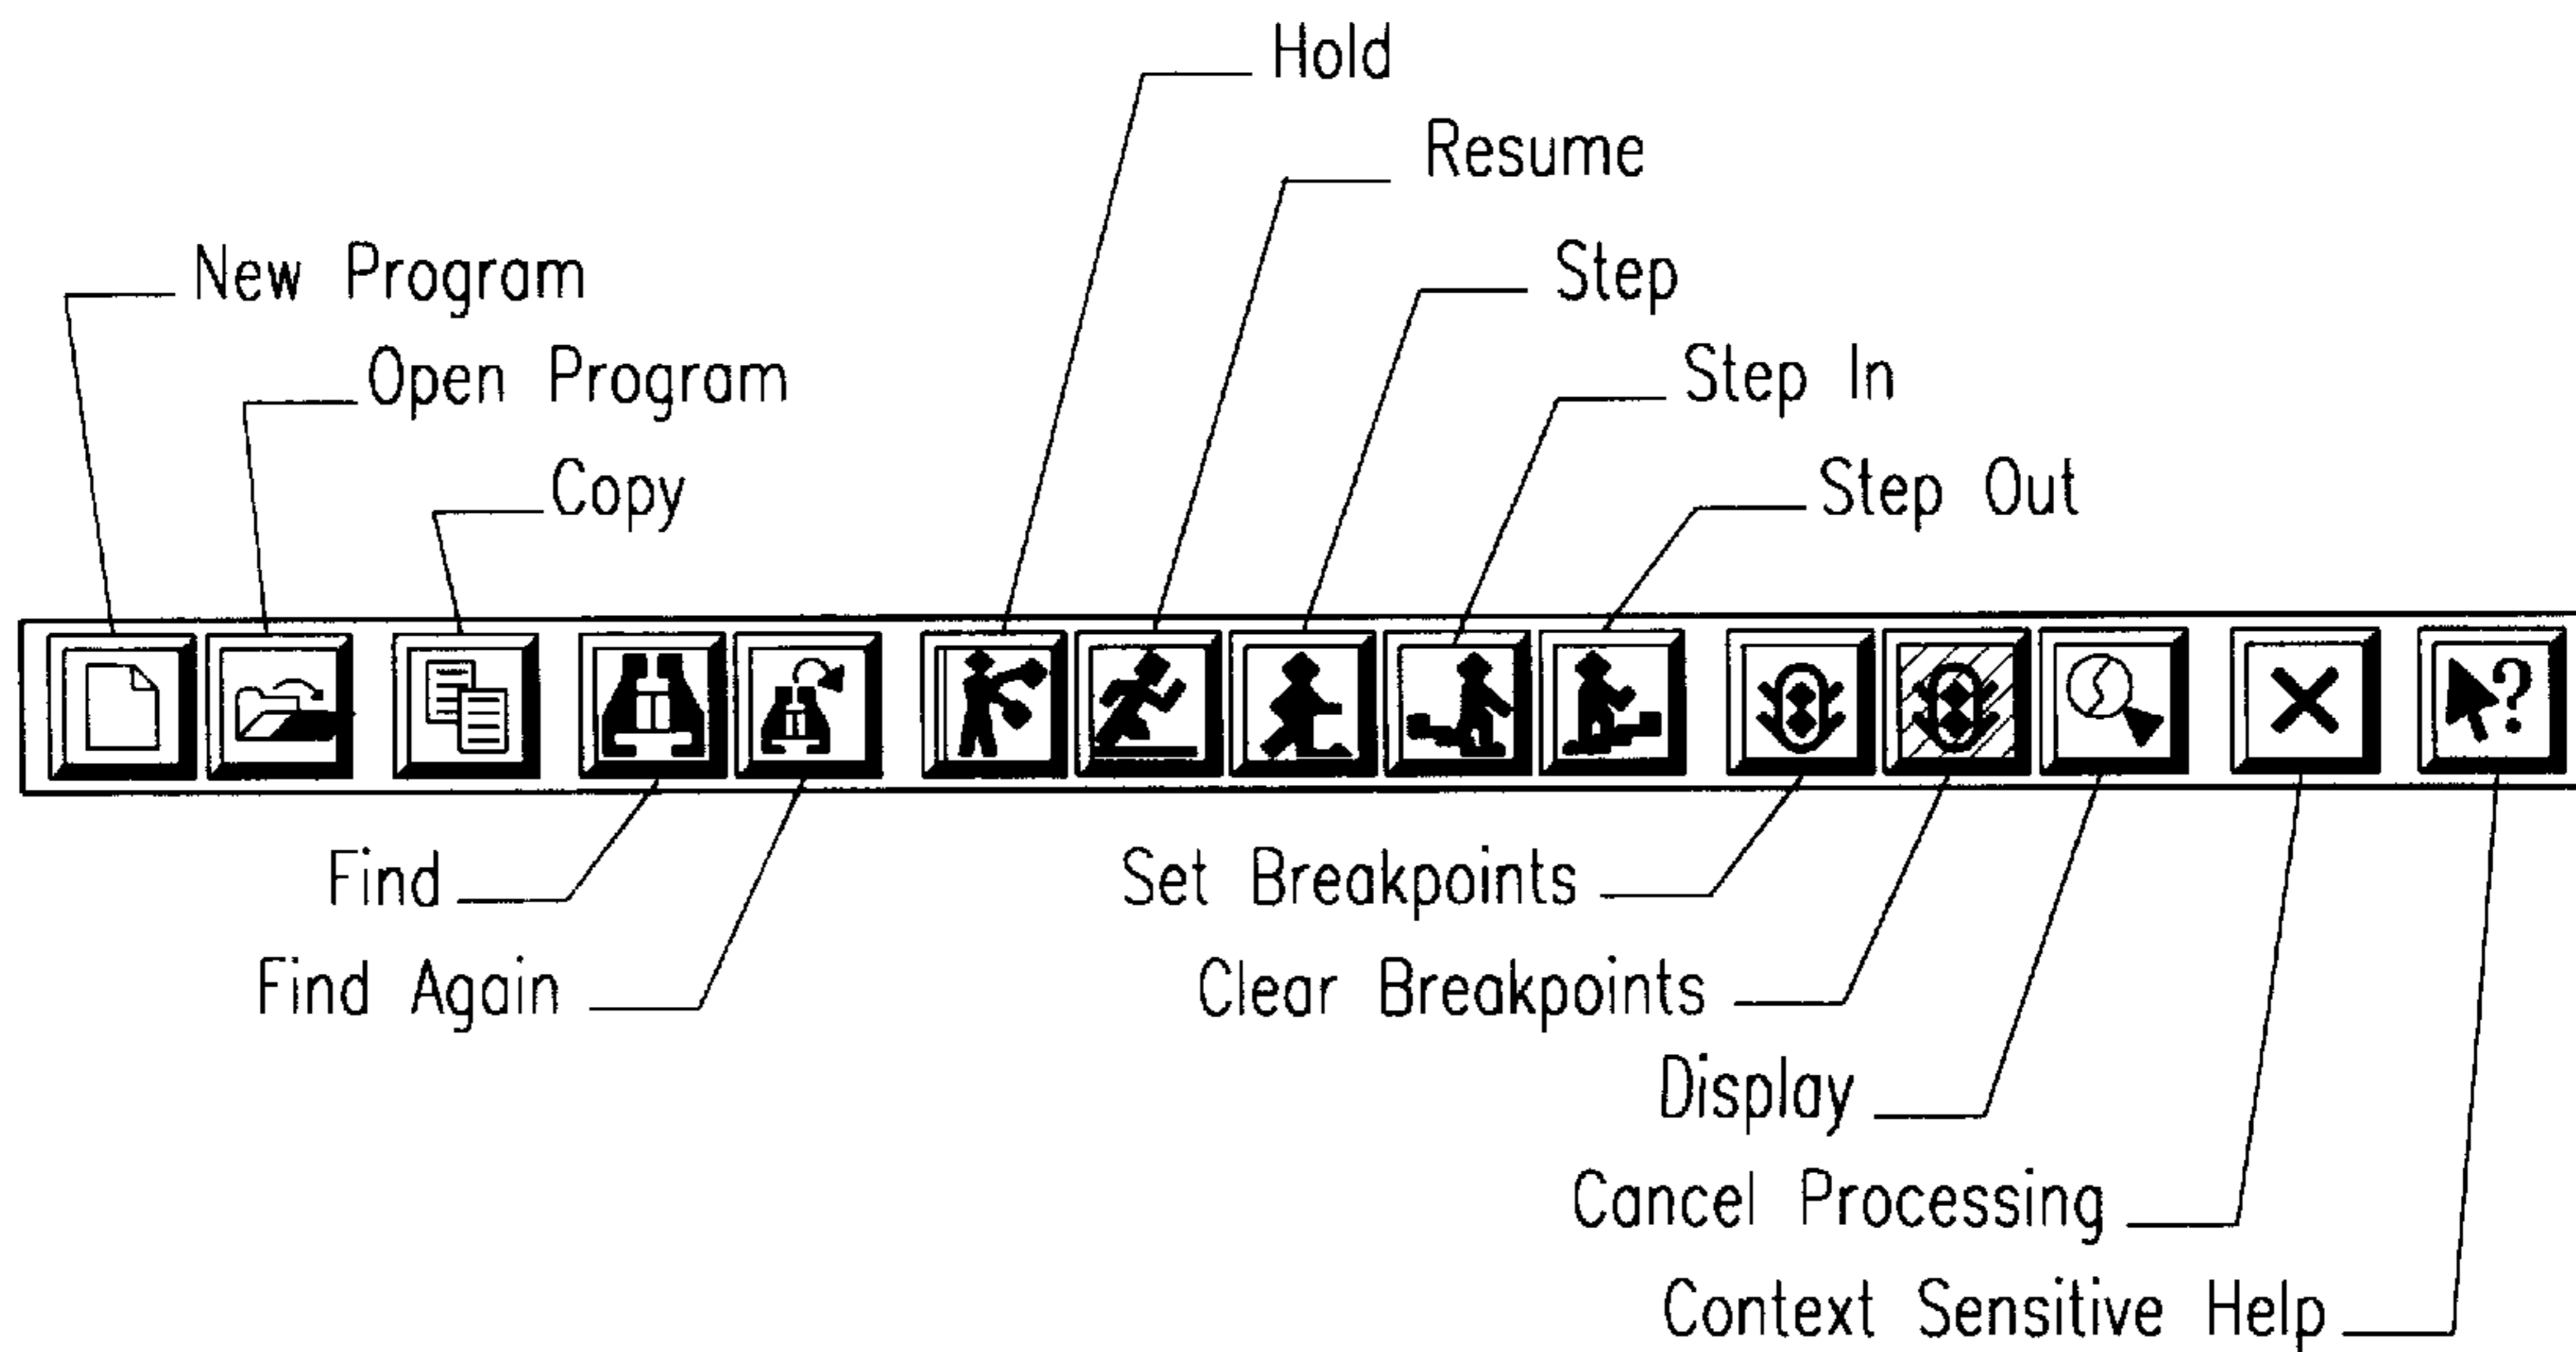 Hold
Resume
New Program
Step
Open Program
Step In
Copy
Step Out
?
Find
Set Breakpoints
Find Again
Clear Breakpoints
Display
Cancel Processing
Context Sensitive Help